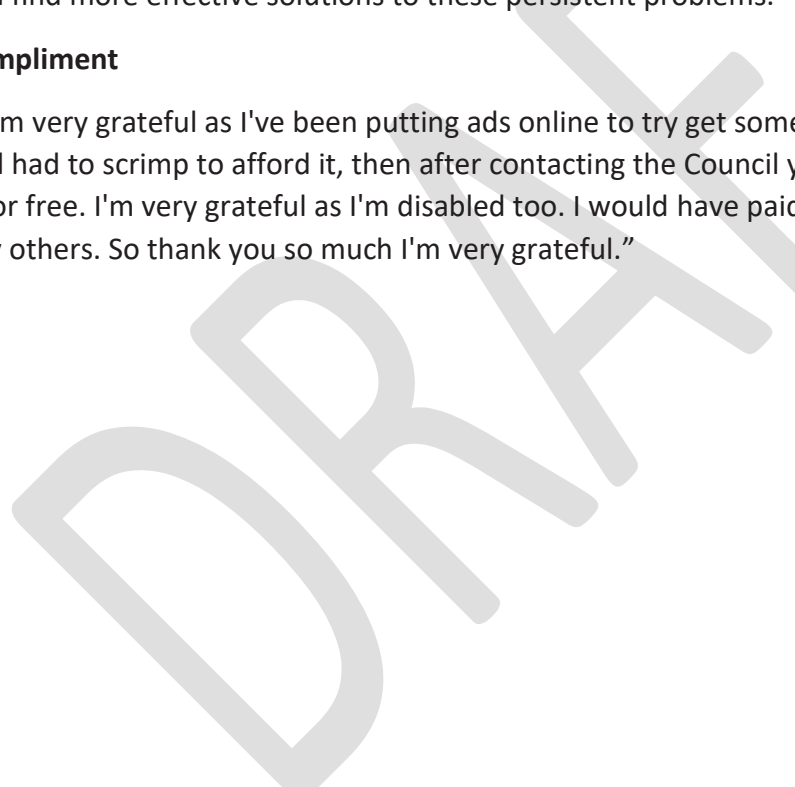 find more effective solutions to these persistent problems.
mpliment
m very grateful as I've been putting ads online to try get some
had to scrimp to afford it, then after contacting the Council y
or free. I'm very grateful as I'm disabled too. I would have paid
others. So thank you so much I'm very grateful.”
DRAF